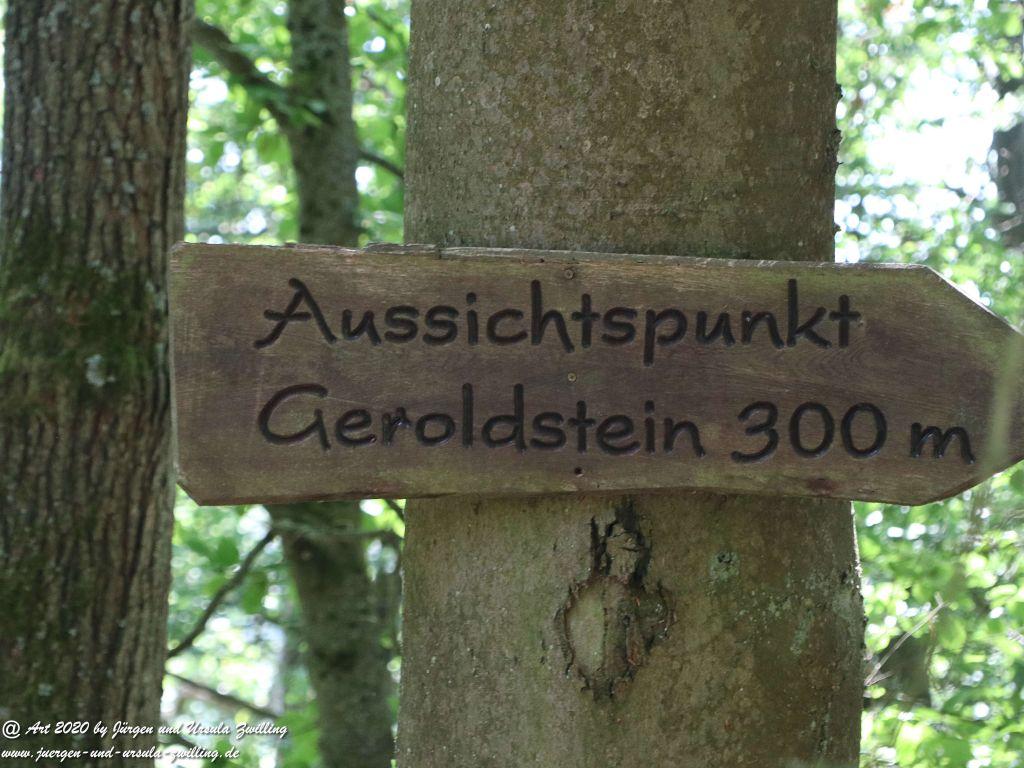 Aussichtspunkt
Geroldstein 300 m
@ Art 2020 by Jürgen und Ursula Zwilling
www.juergen-und-ursula-zwilling.de